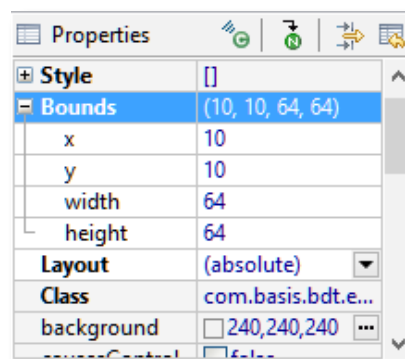 Properties
Style []
Bounds (10, 10, 64, 64)
x 10
y 10
width 64
height 64
Layout (absolute)
Class com.basis.bdt.e...
background 240,240,240 ...